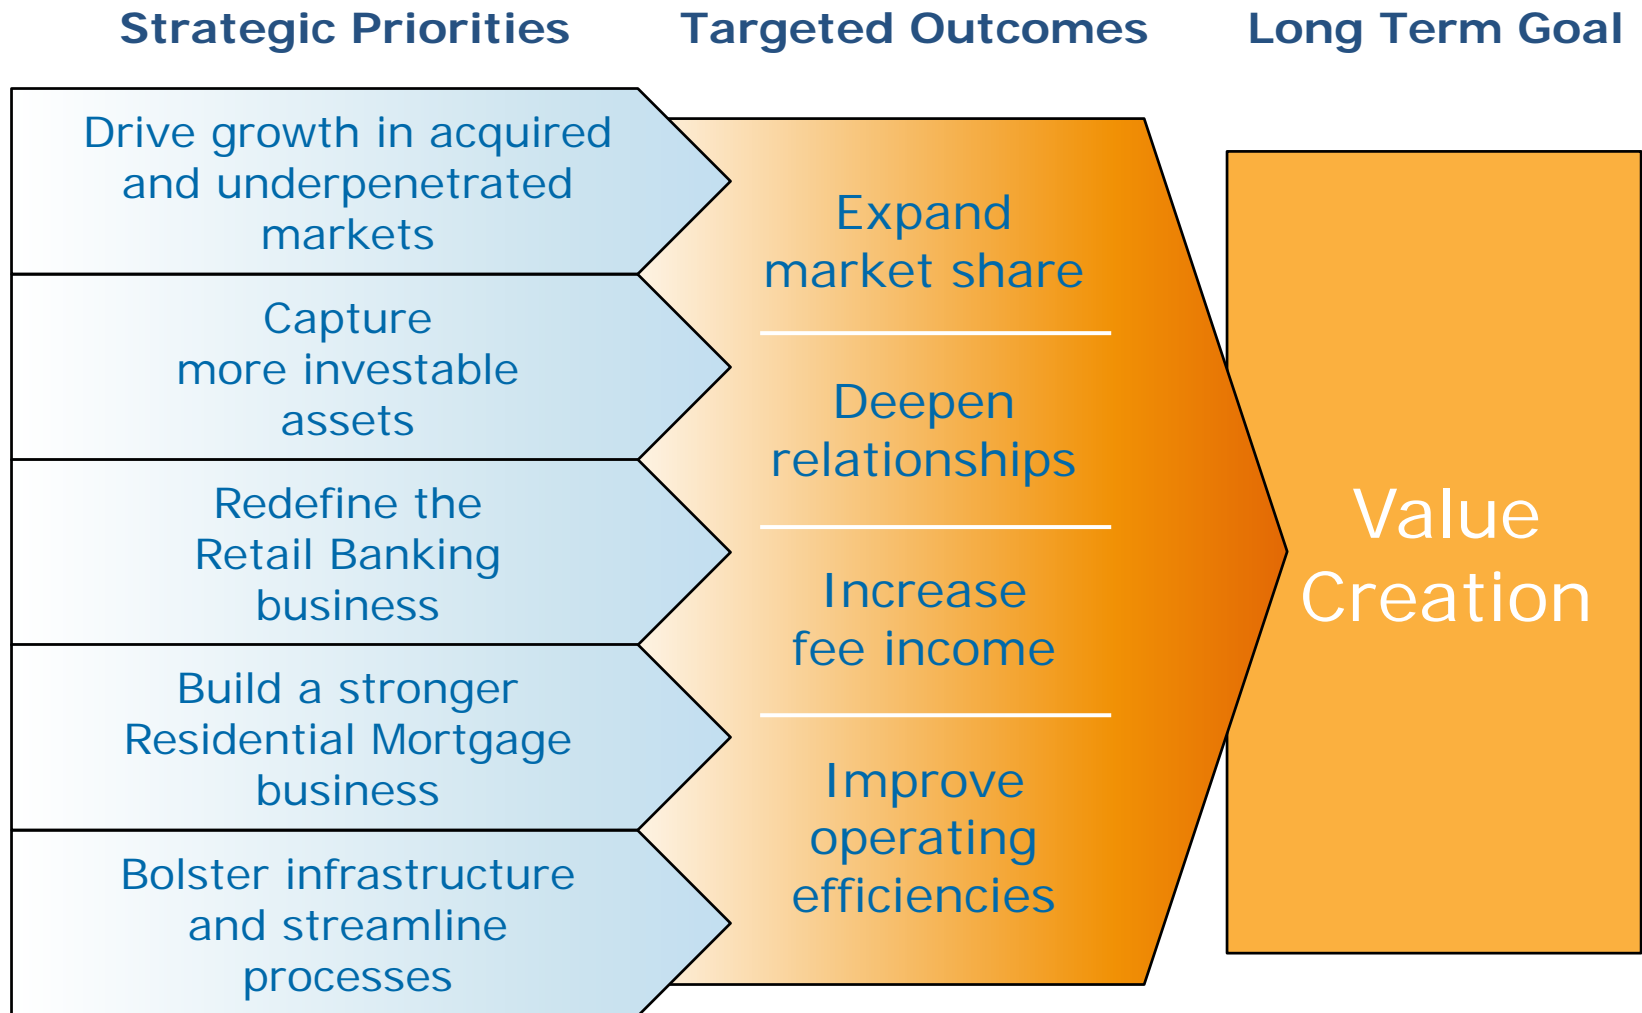 Strategic Priorities
Targeted Outcomes
Long Term Goal
Drive growth in acquired
and underpenetrated
markets
Capture
more investable
assets
Redefine the
Retail Banking
business
Build a stronger
Residential Mortgage
business
Bolster infrastructure
and streamline
processes
Expand
market share
Deepen
relationships
Increase
fee income
Improve
operating
efficiencies
Value
Creation